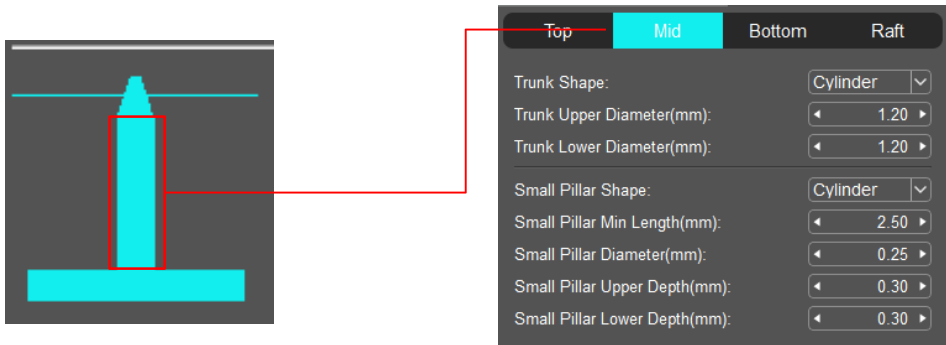 Top Mid Bottom Raft
Trunk Shape: Cylinder
Trunk Upper Diameter(mm): 1.20
Trunk Lower Diameter(mm): 1.20
Small Pillar Shape: Cylinder
Small Pillar Min Length(mm): 2.50
Small Pillar Diameter(mm): 0.25
Small Pillar Upper Depth(mm): 0.30
Small Pillar Lower Depth(mm): 0.30